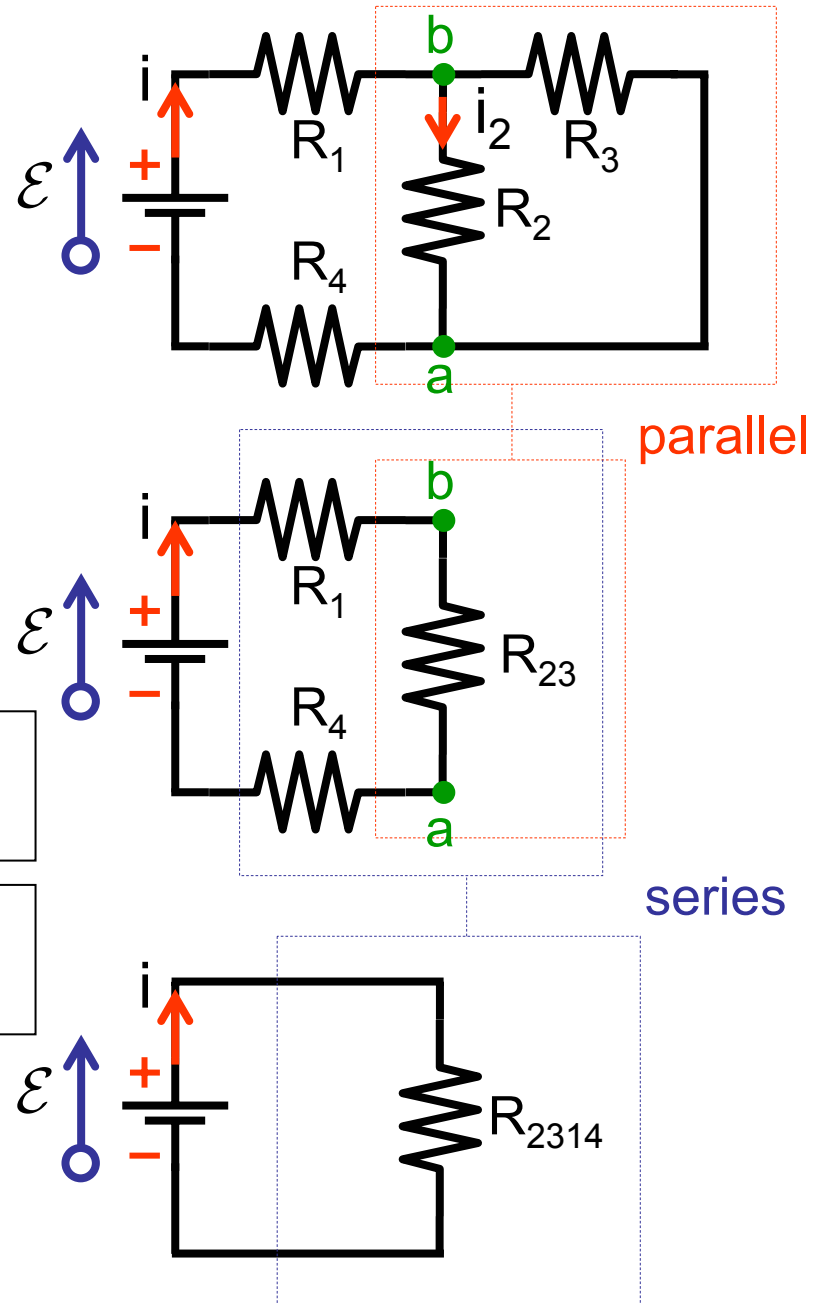 b
i
i₂
R₁
R₃
+
ℰ
R₂
−
R₄
a
parallel
b
i
R₁
+
ℰ
R₂₃
−
R₄
a
series
i
+
ℰ
R₂₃₁₄
−